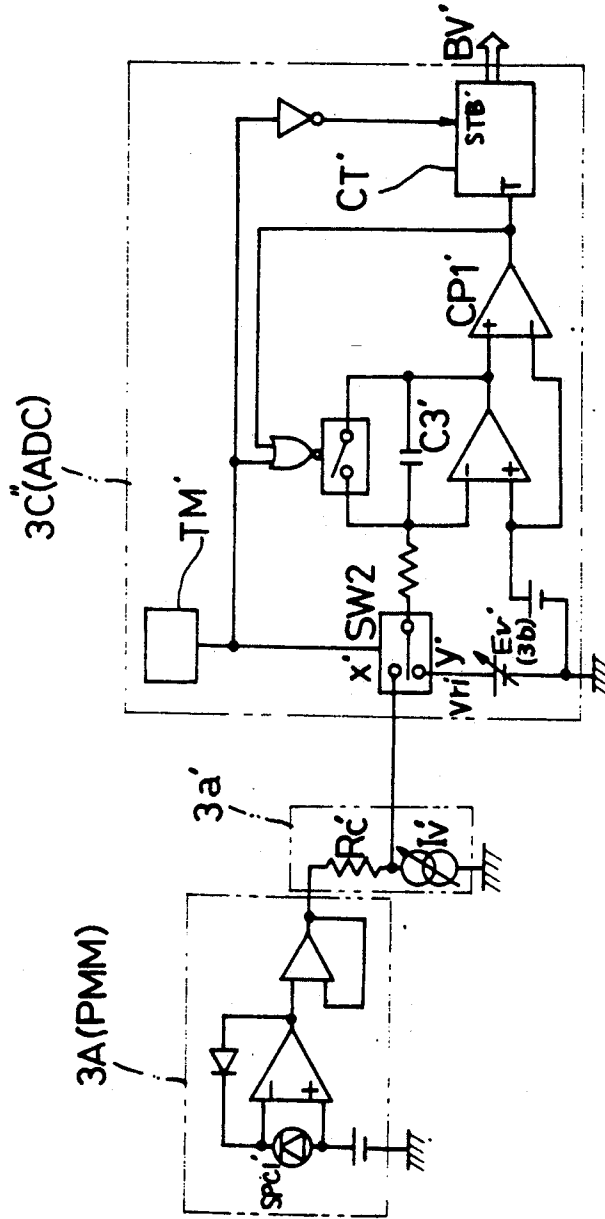 3A(PMM)
SPC1'
3a'
Rc'
Iv'
3C"(ADC)
TM'
SW2
x'
y'
Vri'
Ev'
(3b)
C3'
CP1'
CT'
T
STB'
BV'